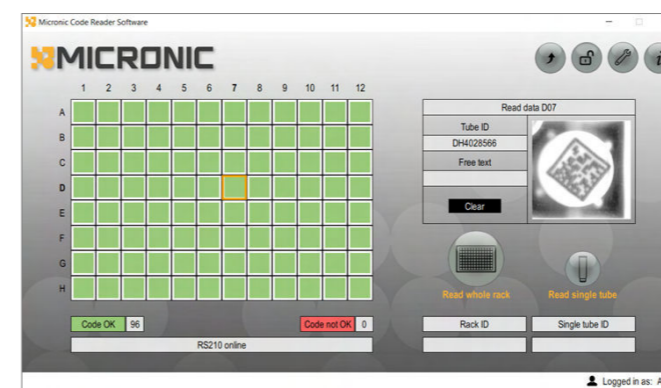 Micronic Code Reader Software
MICRONIC
1 2 3 4 5 6 7 8 9 10 11 12
A
B
C
D
E
F
G
H
Read data D07
Tube ID
DH4028566
Free text
Clear
Read whole rack
Read single tube
Code OK 96
Code not OK 0
RS210 online
Rack ID
Single tube ID
Logged in as: A